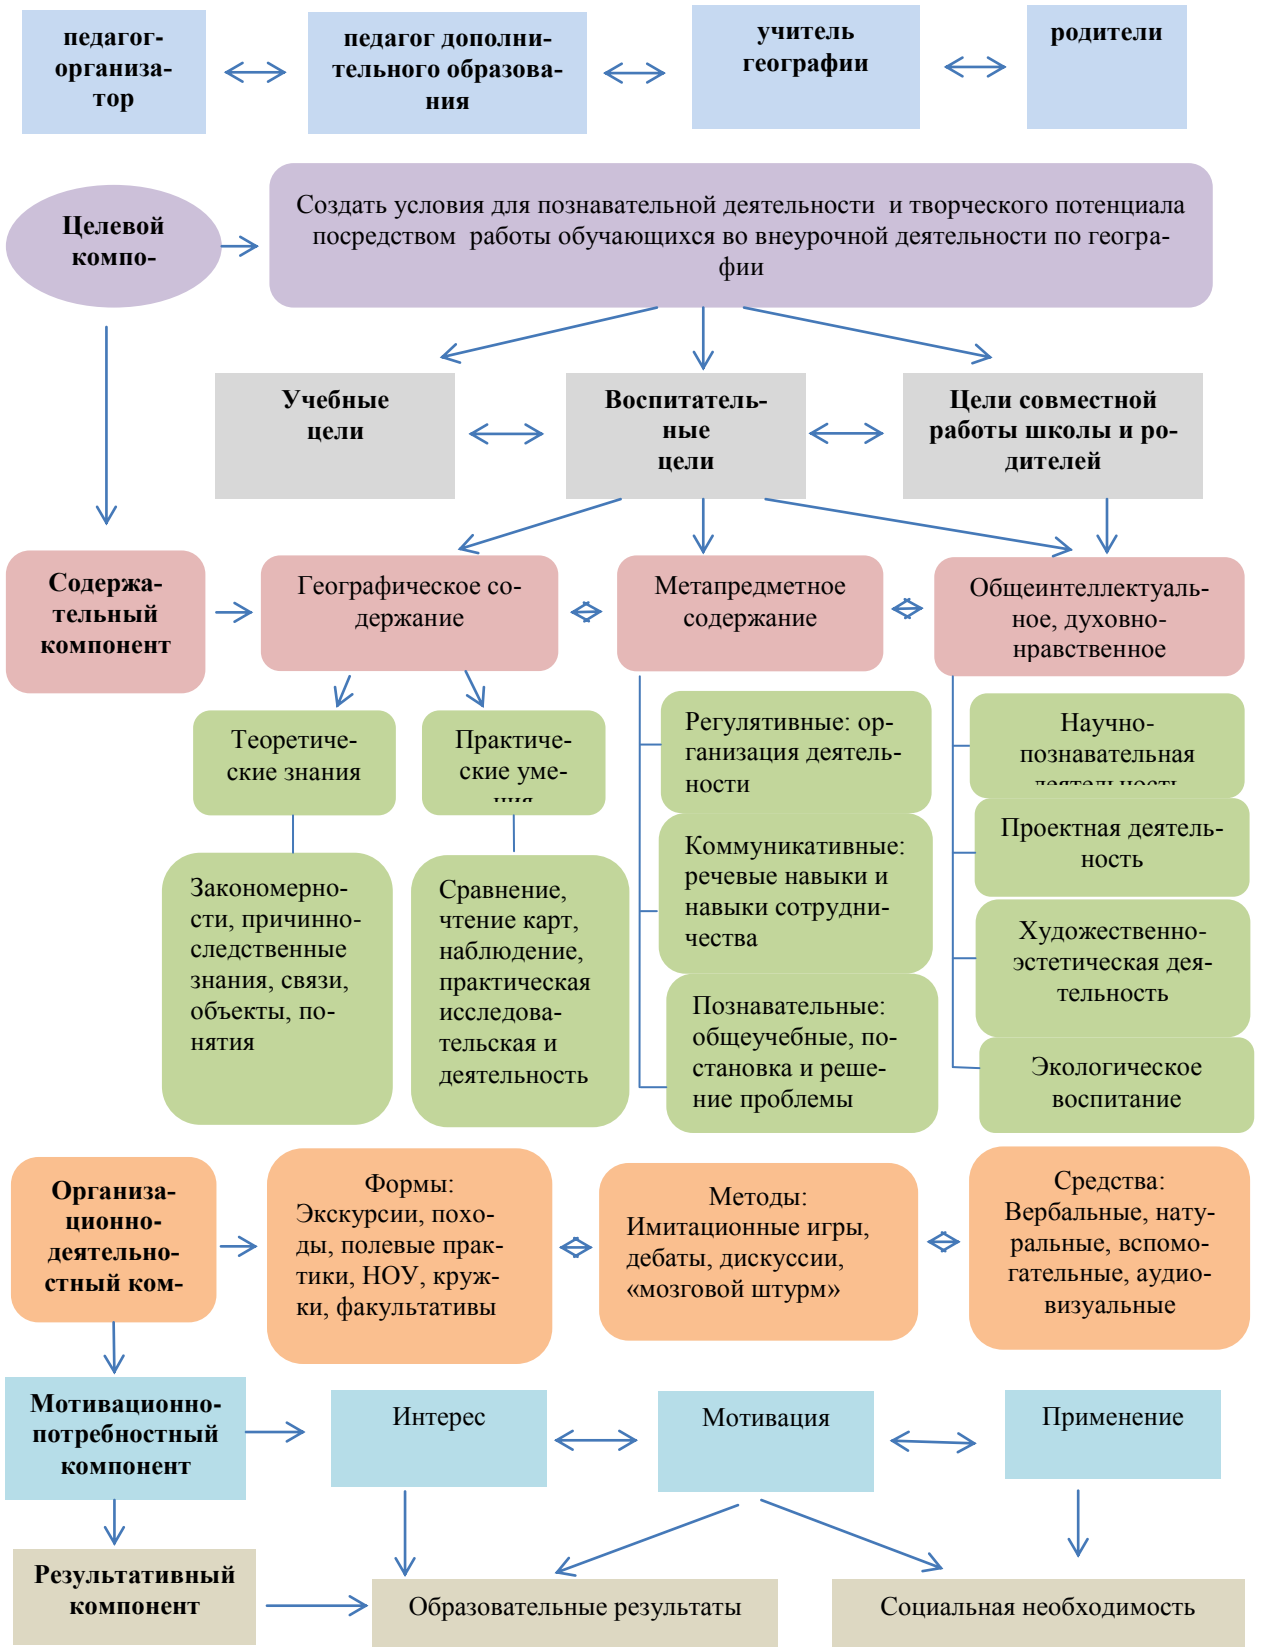 педагог-
организа-
тор
педагог дополни-
тельного образова-
ния
учитель
географии
родители
Целевой
компо-
Создать условия для познавательной деятельности и творческого потенциала
посредством работы обучающихся во внеурочной деятельности по геогра-
фии
Учебные
цели
Воспитатель-
ные
цели
Цели совместной
работы школы и ро-
дителей
Содержа-
тельный
компонент
Географическое со-
держание
Метапредметное
содержание
Общеинтеллектуаль-
ное, духовно-
нравственное
Теоретиче-
ские знания
Практиче-
ские уме-
ния
Регулятивные: ор-
ганизация деятель-
ности
Научно-
познавательная
деятельность
Закономерно-
сти, причинно-
следственные
знания, связи,
объекты, по-
нятия
Сравнение,
чтение карт,
наблюдение,
практическая
исследова-
тельская и
деятельность
Коммуникативные:
речевые навыки и
навыки сотрудни-
чества
Познавательные:
общеучебные, по-
становка и реше-
ние проблемы
Проектная деятель-
ность
Художественно-
эстетическая дея-
тельность
Экологическое
воспитание
Организа-
ционно-
деятельно-
стный ком-
Формы:
Экскурсии, похо-
ды, полевые прак-
тики, НОУ, круж-
ки, факультативы
Методы:
Имитационные игры,
дебаты, дискуссии,
«мозговой штурм»
Средства:
Вербальные, нату-
ральные, вспомо-
гательные, аудио-
визуальные
Мотивационно-
потребностный
компонент
Интерес
Мотивация
Применение
Результативный
компонент
Образовательные результаты
Социальная необходимость